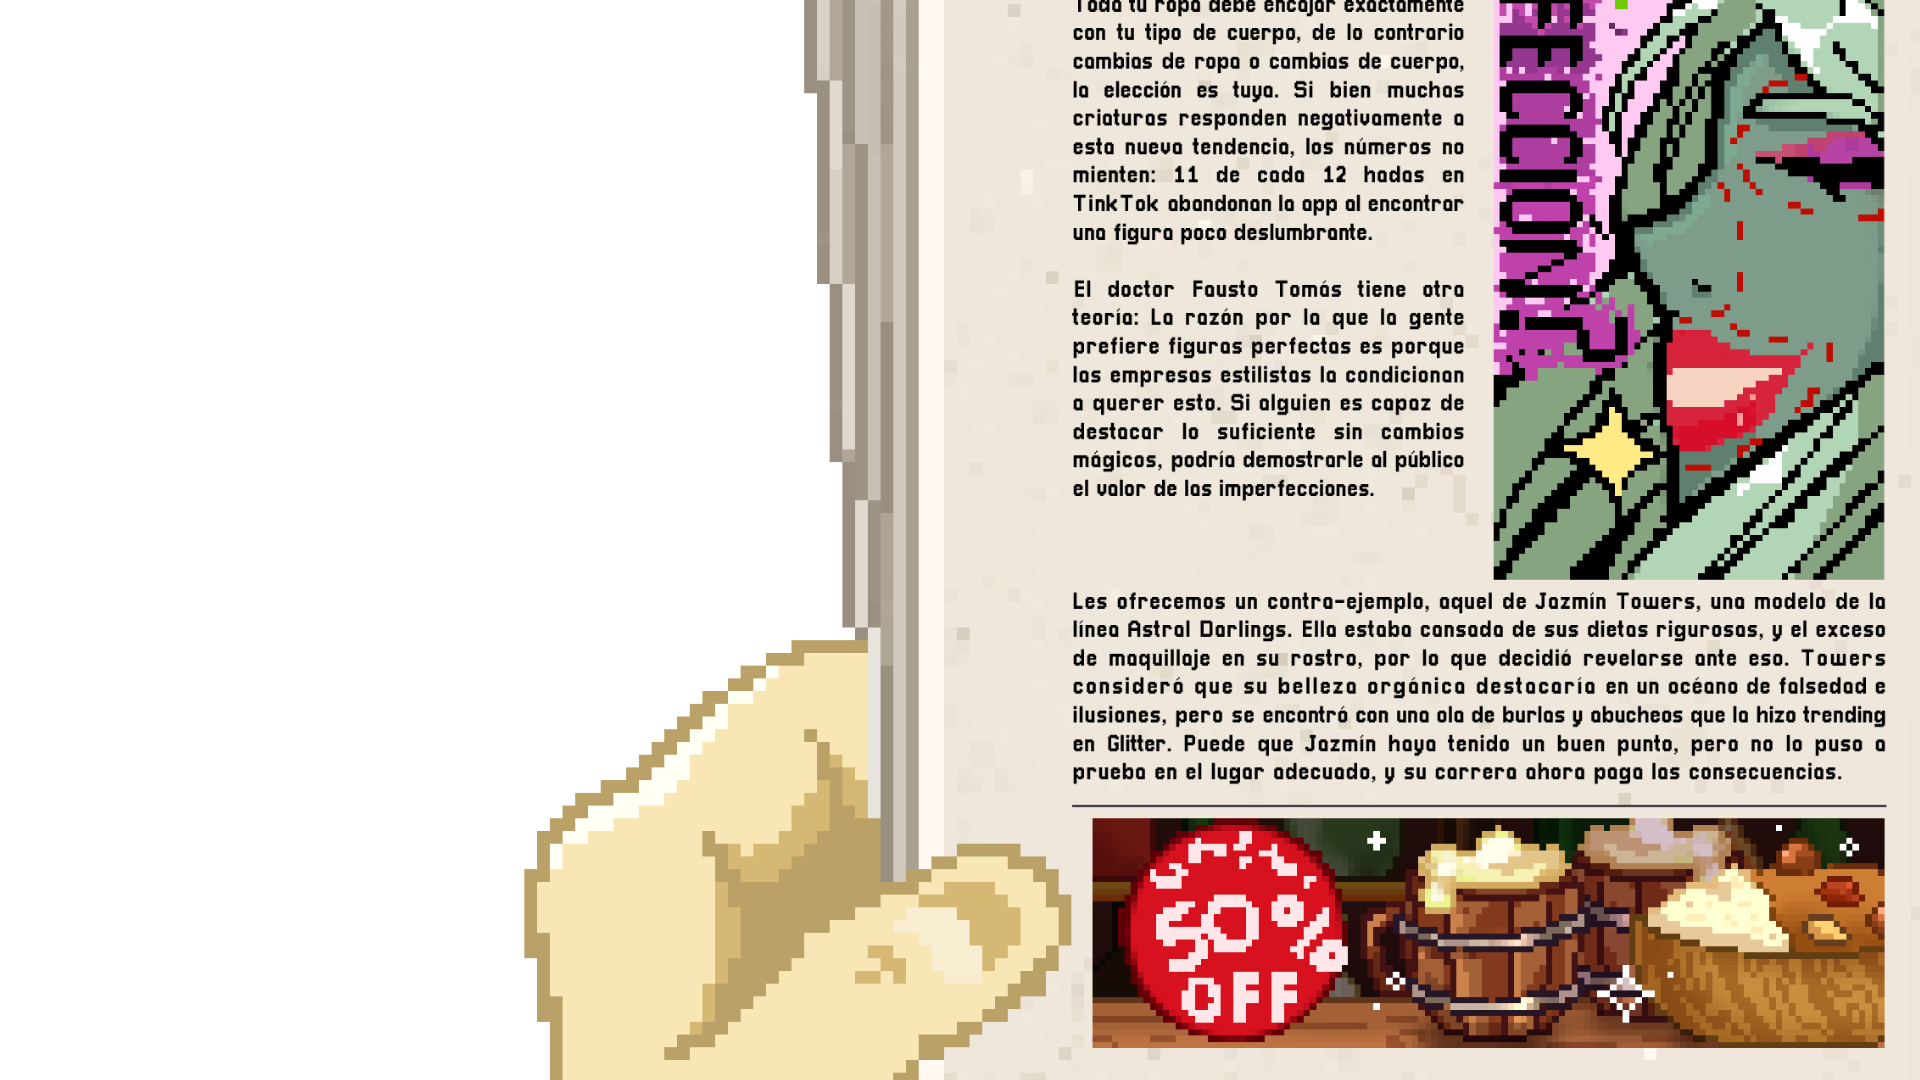 Toda tu ropa debe encajar exactamente
con tu tipo de cuerpo, de lo contrario
cambias de ropa o cambias de cuerpo,
la elección es tuya. Si bien muchas
criaturas responden negativamente a
esta nueva tendencia, los números no
mienten: 11 de cada 12 hadas en
TinkTok abandonan la app al encontrar
una figura poco deslumbrante.
El doctor Fausto Tomás tiene otra
teoría: La razón por la que la gente
prefiere figuras perfectas es porque
las empresas estilistas la condicionan
a querer esto. Si alguien es capaz de
destacar lo suficiente sin cambios
mágicos, podría demostrarle al público
el valor de las imperfecciones.
ECCION?
Les ofrecemos un contra-ejemplo, aquel de Jazmín Towers, una modelo de la
línea Astral Darlings. Ella estaba cansada de sus dietas rigurosas, y el exceso
de maquillaje en su rostro, por lo que decidió revelarse ante eso. Towers
consideró que su belleza orgánica destacaría en un océano de falsedad e
ilusiones, pero se encontró con una ola de burlas y abucheos que la hizo trending
en Glitter. Puede que Jazmín haya tenido un buen punto, pero no lo puso a
prueba en el lugar adecuado, y su carrera ahora paga las consecuencias.
50%
OFF